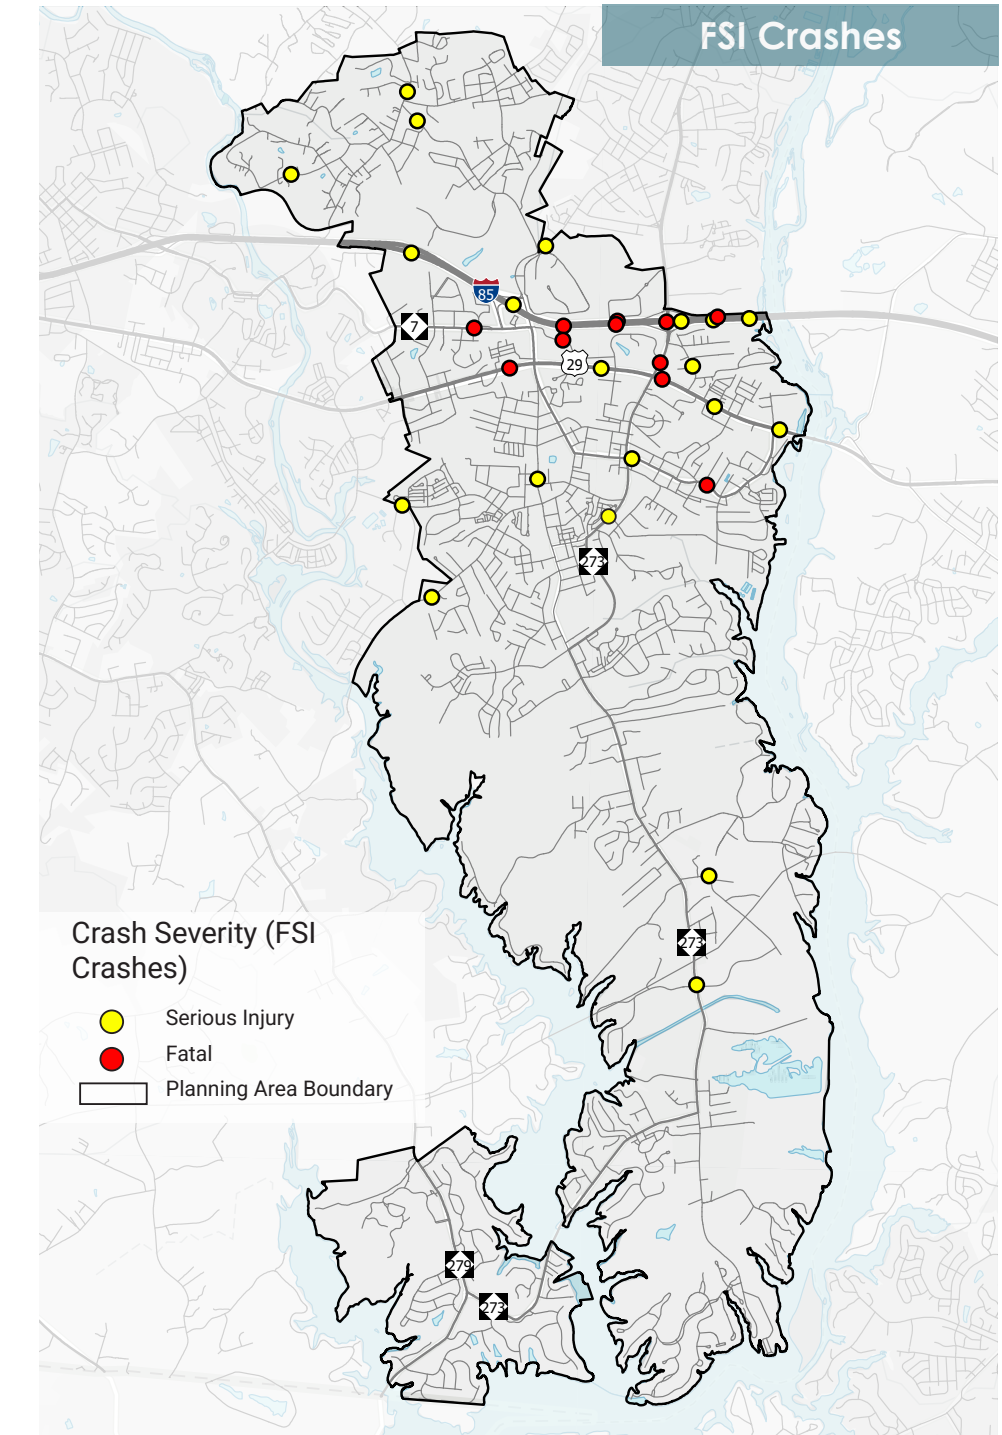 FSI Crashes
85
7
29
273
273
Crash Severity (FSI
Crashes)
Serious Injury
Fatal
Planning Area Boundary
279
273